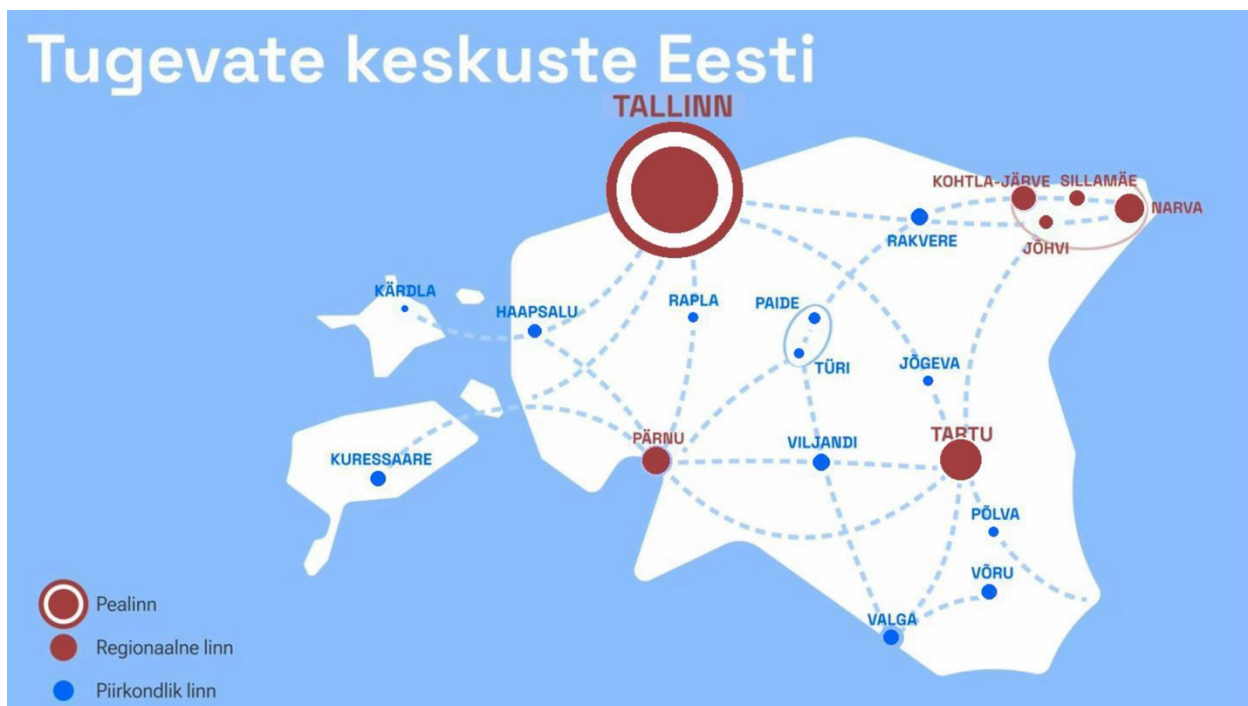 Tugevate keskuste Eesti
TALLINN
KOHTLA-JÄRVE SILLAMÄE
NARVA
RAKVERE
JÕHVI
KÄRDLA
HAAPSALU
RAPLA
PAIDE
TÜRI
JÕGEVA
PÄRNU
VILJANDI
TARTU
KURESSAARE
PÕLVA
VÕRU
VALGA
Pealinn
Regionaalne linn
Piirkondlik linn